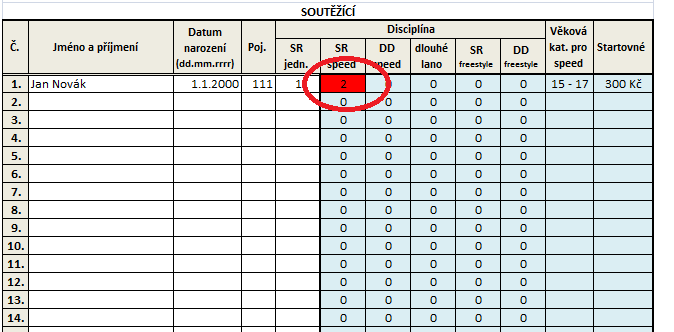 SOUTĚŽÍCÍ
Č. Jméno a příjmení Datum narození (dd.mm.rrrr) Poj. Disciplína Věková kat. pro speed Startovné
SR jedn. SR speed DD speed dlouhé lano SR freestyle DD freestyle
1. Jan Novák 1.1.2000 111 1 2 0 0 0 15 - 17 300 Kč
2. 0 0 0 0 0
3. 0 0 0 0 0
4. 0 0 0 0 0
5. 0 0 0 0 0
6. 0 0 0 0 0
7. 0 0 0 0 0
8. 0 0 0 0 0
9. 0 0 0 0 0
10. 0 0 0 0 0
11. 0 0 0 0 0
12. 0 0 0 0 0
13. 0 0 0 0 0
14. 0 0 0 0 0